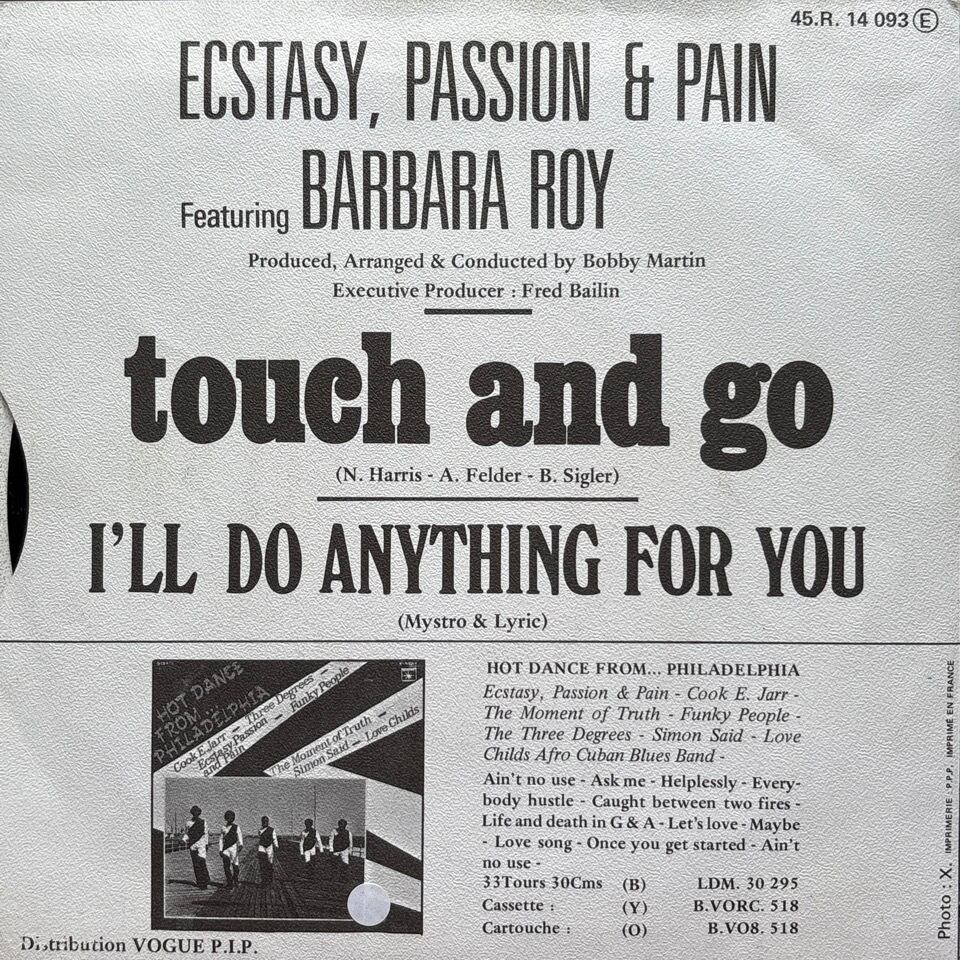 45.R. 14 093 E
ECSTASY, PASSION & PAIN
Featuring BARBARA ROY
Produced, Arranged & Conducted by Bobby Martin
Executive Producer : Fred Bailin
touch and go
(N. Harris - A. Felder - B. Sigler)
I'LL DO ANYTHING FOR YOU
(Mystro & Lyric)
HOT DANCE
FROM...
PHILADELPHIA
Cook E. Jarr - Three Degrees -
Ecstasy Passion - Funky People
and Pain
The Moment of Truth -
Simon Said - Love Childs
HOT DANCE FROM... PHILADELPHIA
Ecstasy, Passion & Pain - Cook E. Jarr -
The Moment of Truth - Funky People -
The Three Degrees - Simon Said - Love
Childs Afro Cuban Blues Band -
Ain't no use - Ask me - Helplessly - Every-
body hustle - Caught between two fires -
Life and death in G & A - Let's love - Maybe
- Love song - Once you get started - Ain't
no use -
33Tours 30Cms (B) LDM. 30 295
Cassette : (Y) B.VORC. 518
Cartouche : (O) B.VO8. 518
Distribution VOGUE P.I.P.
Photo : X. IMPRIMERIE . P.P.P. IMPRIMÉ EN FRANCE